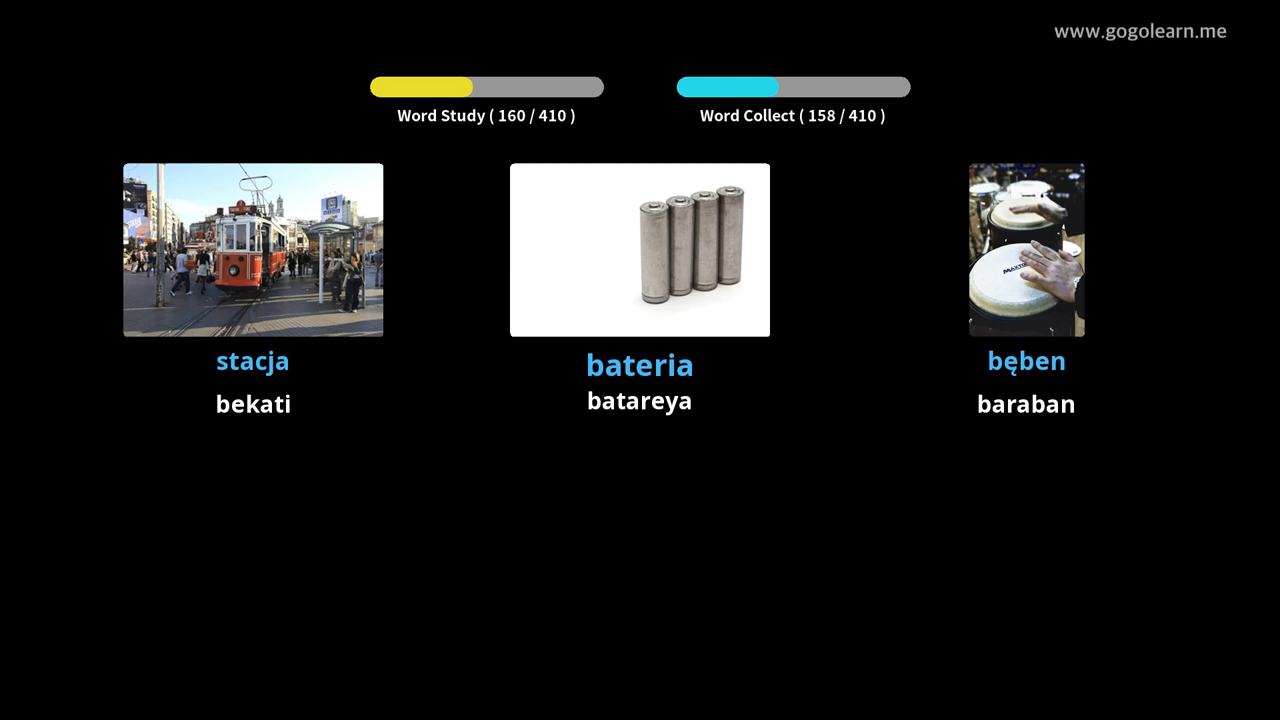 www.gogolearn.me
Word Study ( 160 / 410 )
Word Collect ( 158 / 410 )
stacja
bateria
bęben
bekati
batareya
baraban